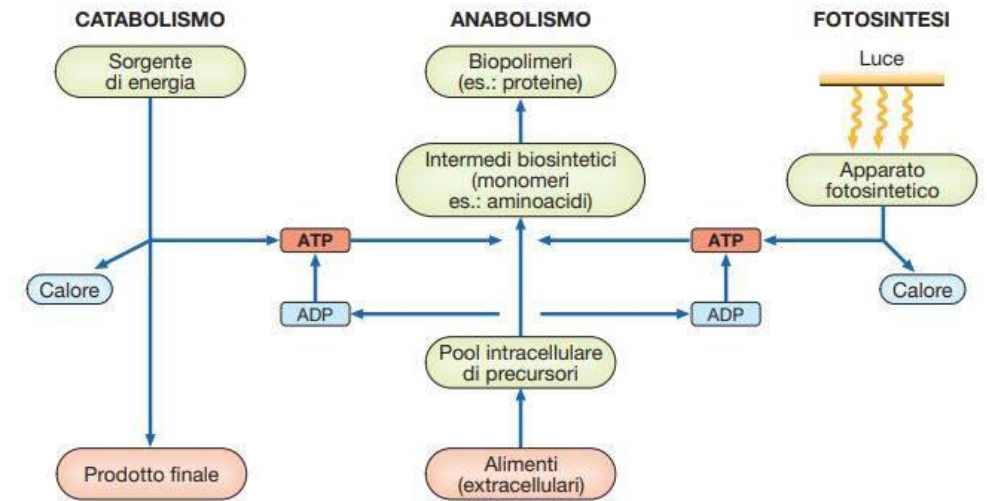 CATABOLISMO
ANABOLISMO
FOTOSINTESI
Sorgente
di energia
Biopolimeri
(es.: proteine)
Luce
Intermedi biosintetici
(monomeri
es.: aminoacidi)
Apparato
fotosintetico
ATP
ATP
Calore
Calore
ADP
ADP
Pool intracellulare
di precursori
Prodotto finale
Alimenti
(extracellulari)